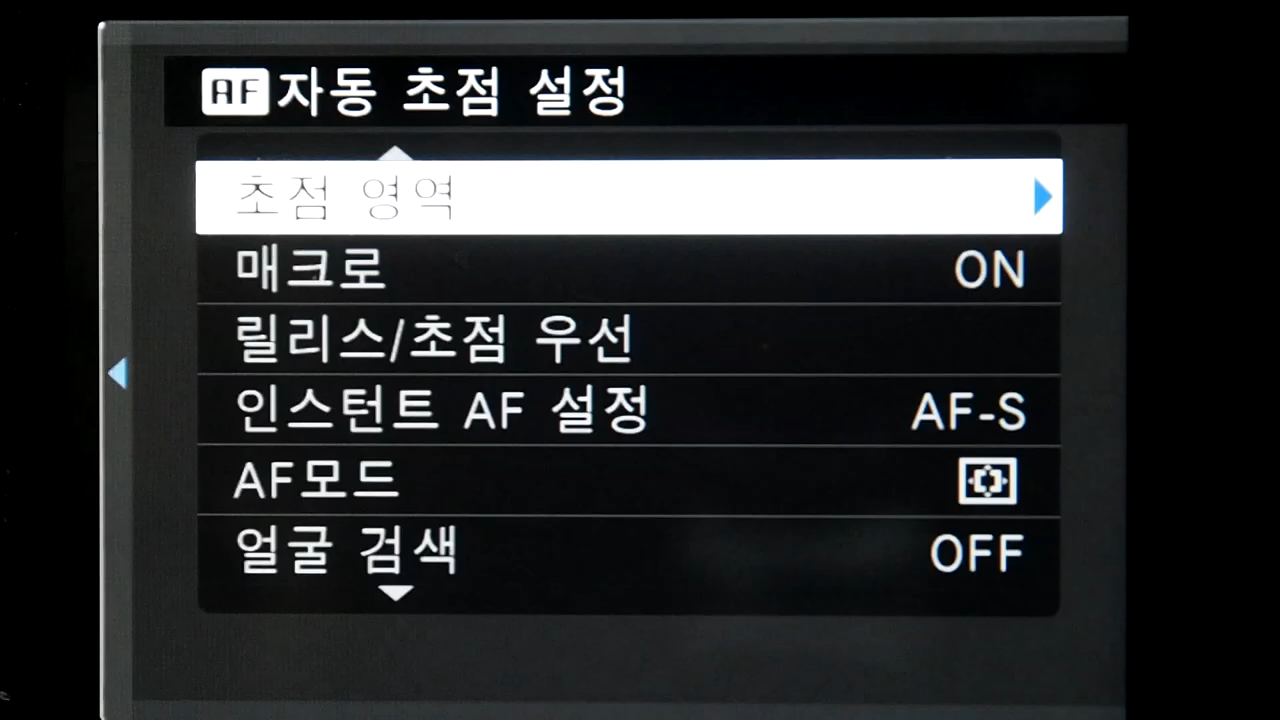 AF 자동 초점 설정
초점 영역
매크로 ON
릴리스/초점 우선
인스턴트 AF 설정 AF-S
AF모드
얼굴 검색 OFF